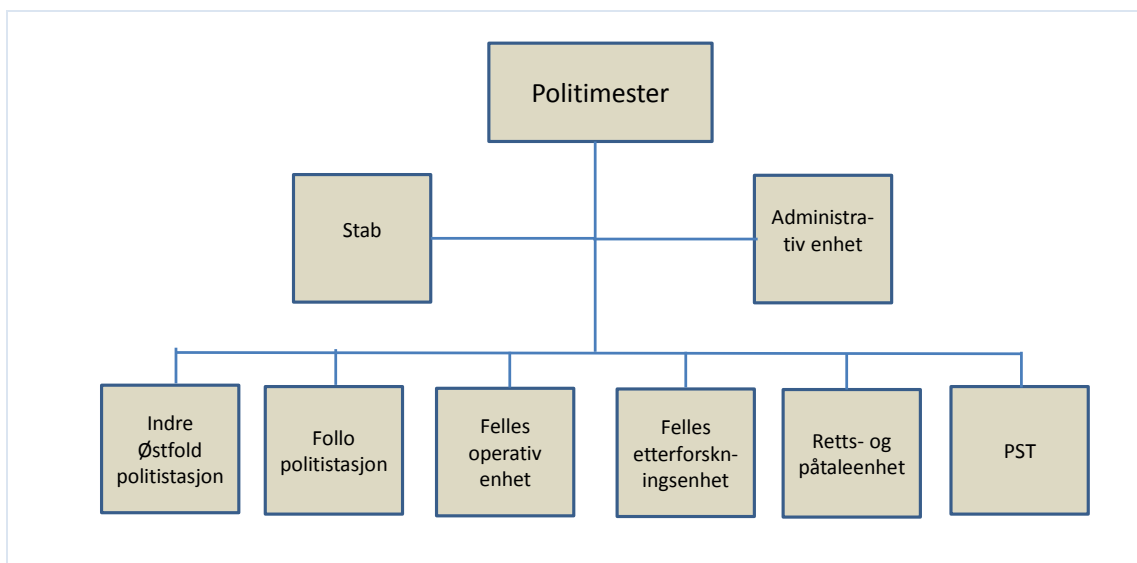 Politimester
Stab
Administra-
tiv enhet
Indre
Østfold
politistasjon
Follo
politistasjon
Felles
operativ
enhet
Felles
etterforskn-
ingsenhet
Retts- og
påtaleenhet
PST